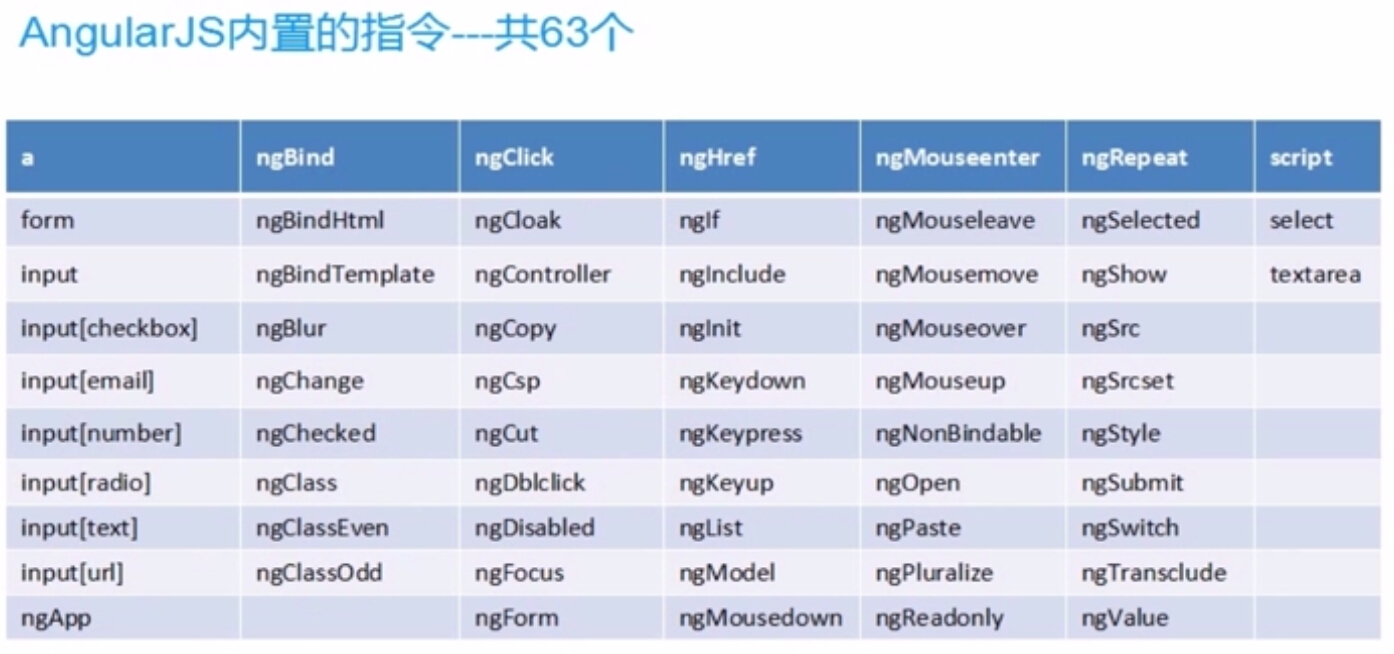 AngularJS内置的指令---共63个
a ngBind ngClick ngHref ngMouseenter ngRepeat script
form ngBindHtml ngCloak ngIf ngMouseleave ngSelected select
input ngBindTemplate ngController ngInclude ngMousemove ngShow textarea
input[checkbox] ngBlur ngCopy ngInit ngMouseover ngSrc
input[email] ngChange ngCsp ngKeydown ngMouseup ngSrcset
input[number] ngChecked ngCut ngKeypress ngNonBindable ngStyle
input[radio] ngClass ngDblclick ngKeyup ngOpen ngSubmit
input[text] ngClassEven ngDisabled ngList ngPaste ngSwitch
input[url] ngClassOdd ngFocus ngModel ngPluralize ngTransclude
ngApp ngForm ngMousedown ngReadonly ngValue